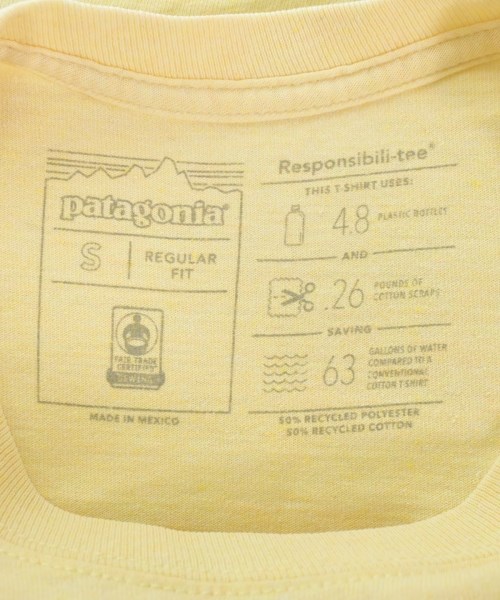 patagonia®
S
REGULAR
FIT
FAIR TRADE
CERTIFIED
SEWING
MADE IN MEXICO
Responsibili-tee®
THIS T-SHIRT USES:
4.8 PLASTIC BOTTLES
AND
.26 POUNDS OF
COTTON SCRAPS
SAVING
63 GALLONS OF WATER
COMPARED TO A
CONVENTIONAL
COTTON T-SHIRT
50% RECYCLED POLYESTER
50% RECYCLED COTTON